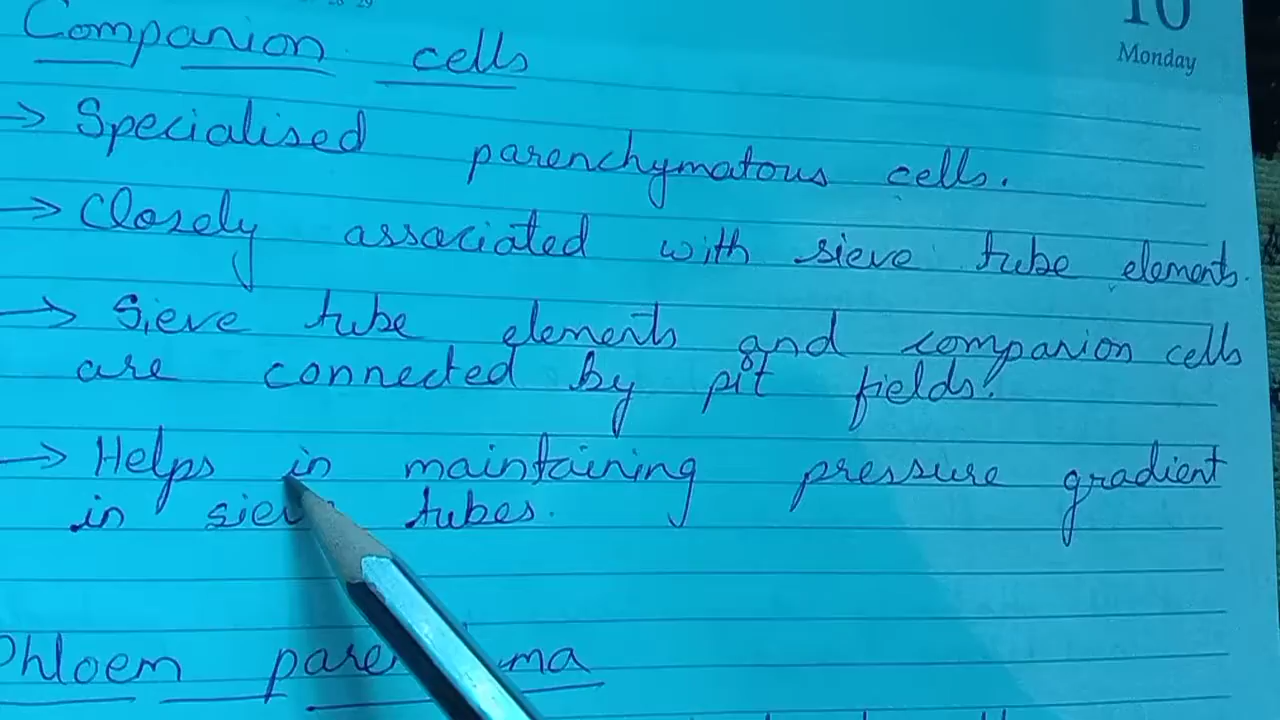 10
Monday
Companion cells
→ Specialised parenchymatous cells.
→ Closely associated with sieve tube elements.
→ Sieve tube elements and companion cells
are connected by pit fields.
→ Helps in maintaining pressure gradient
in tubes.
Phloem